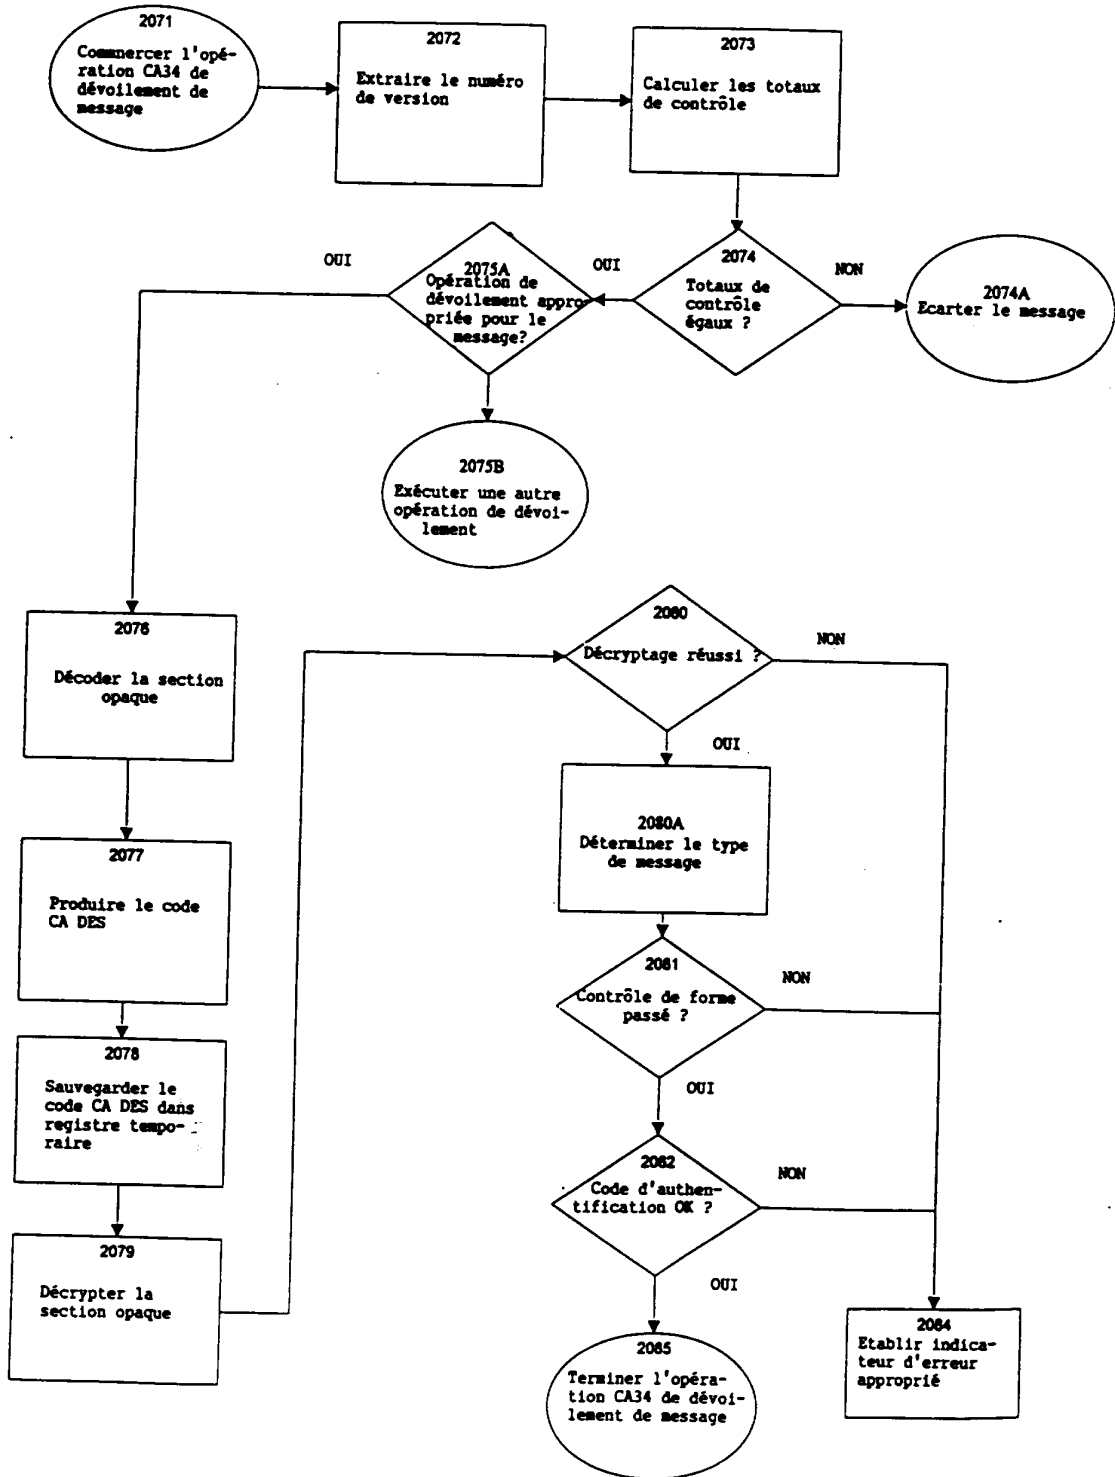 2071
Commnercer l'opé-
ration CA34 de
dévoilement de
message
2072
Extraire le numéro
de version
2073
Calculer les totaux
de contrôle
2074
Totaux de
contrôle
égaux ?
OUI
NON
2074A
Ecarter le message
2075A
Opération de
dévoilement appro-
priée pour le
message?
OUI
2075B
Exécuter une autre
opération de dévoi-
lement
2076
Décoder la section
opaque
2077
Produire le code
CA DES
2078
Sauvegarder le
code CA DES dans
registre tempo-
raire
2079
Décrypter la
section opaque
2080
Décryptage réussi ?
NON
OUI
2080A
Déterminer le type
de message
2081
Contrôle de forme
passé ?
NON
OUI
2082
Code d'authen-
tification OK ?
NON
OUI
2084
Etablir indica-
teur d'erreur
approprié
2085
Terminer l'opéra-
tion CA34 de dévoi-
lement de message